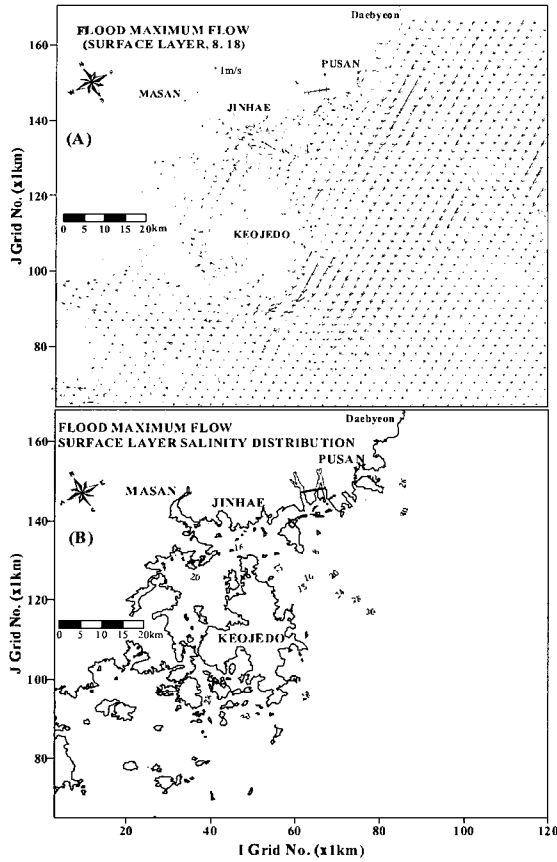 Daebyeon
FLOOD MAXIMUM FLOW
(SURFACE LAYER, 8. 18)
PUSAN
1m/s
MASAN
JINHAE
(A)
0 5 10 15 20km
KEOJEDO
J Grid No. (x1km)
160
140
120
100
80
Daebyeon
FLOOD MAXIMUM FLOW
SURFACE LAYER SALINITY DISTRIBUTION
PUSAN
MASAN
JINHAE
(B)
0 5 10 15 20km
KEOJEDO
J Grid No. (x1km)
160
140
120
100
80
20 40 60 80 100 120
I Grid No. (x1km)